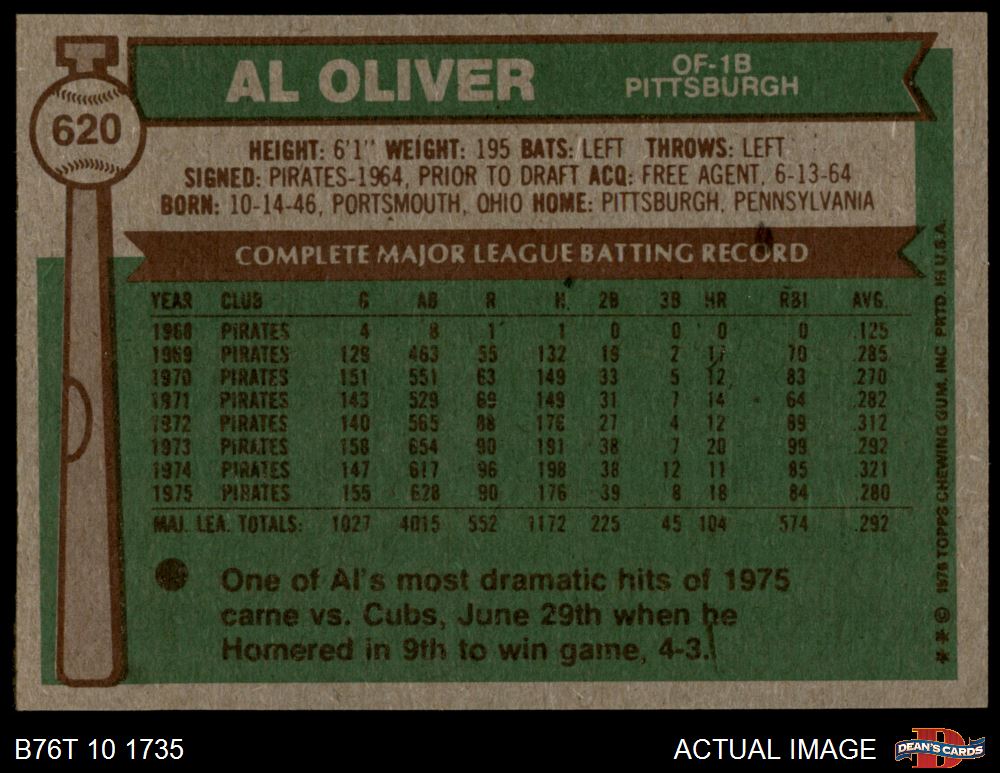 620
AL OLIVER
OF-1B
PITTSBURGH
HEIGHT: 6'1" WEIGHT: 195 BATS: LEFT THROWS: LEFT
SIGNED: PIRATES-1964, PRIOR TO DRAFT ACQ: FREE AGENT, 6-13-64
BORN: 10-14-46, PORTSMOUTH, OHIO HOME: PITTSBURGH, PENNSYLVANIA
COMPLETE MAJOR LEAGUE BATTING RECORD
YEAR CLUB G AB R H. 2B 3B HR RBI AVG.
1968 PIRATES 4 8 1 1 0 0 0 0 .125
1969 PIRATES 129 463 55 132 19 2 17 70 .285
1970 PIRATES 151 551 63 149 33 5 12 83 .270
1971 PIRATES 143 529 69 149 31 7 14 64 .282
1972 PIRATES 140 565 88 176 27 4 12 89 .312
1973 PIRATES 158 654 90 191 38 7 20 99 .292
1974 PIRATES 147 617 96 198 38 12 11 85 .321
1975 PIRATES 155 628 90 176 39 8 18 84 .280
MAJ. LEA. TOTALS: 1027 4015 552 1172 225 45 104 574 .292
One of Al's most dramatic hits of 1975
came vs. Cubs, June 29th when he
Homered in 9th to win game, 4-3.
* * © 1976 TOPPS CHEWING GUM, INC PRTD. IN U.S.A.
B76T 10 1735
ACTUAL IMAGE
DEAN'S CARDS